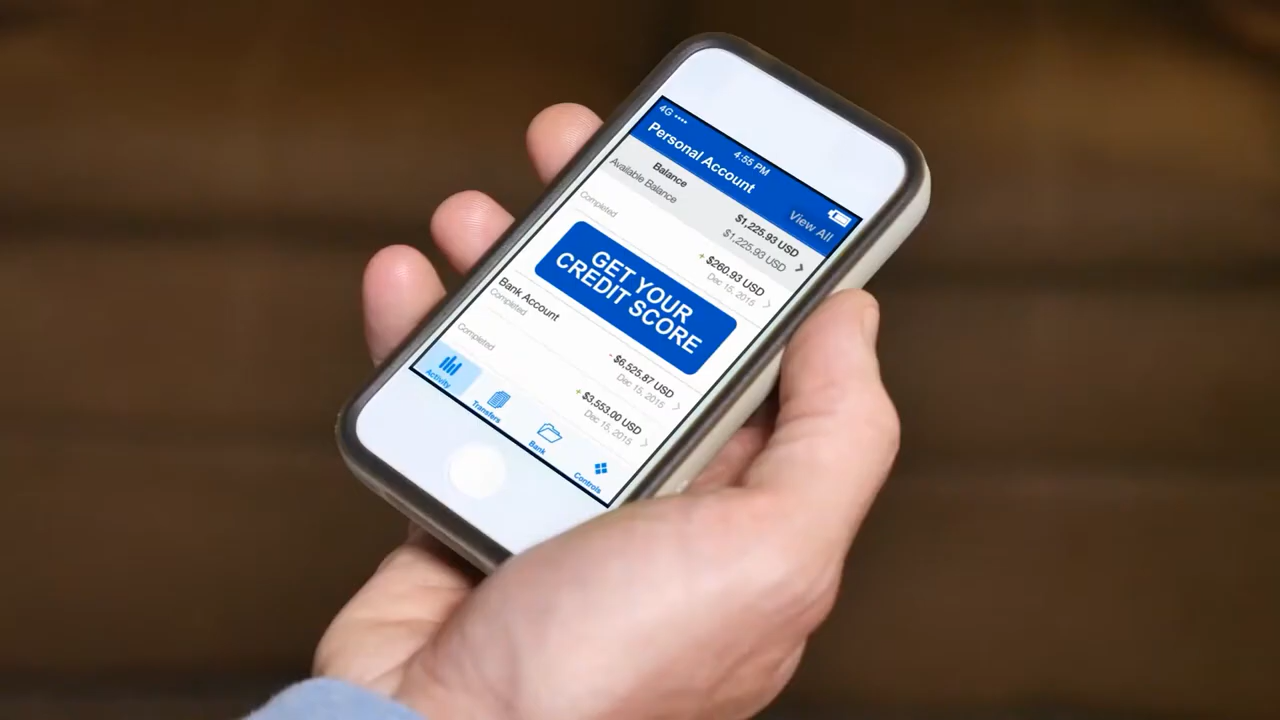 4G ••••
4:55 PM
Personal Account
View All
Balance
$1,225.93 USD
Available Balance
$1,225.93 USD
+ $260.93 USD
Completed
Dec 15, 2015
GET YOUR
CREDIT SCORE
Bank Account
- $6,525.87 USD
Completed
Dec 15, 2015
+ $3,553.00 USD
Completed
Dec 15, 2015
Activity
Transfers
Bank
Controls